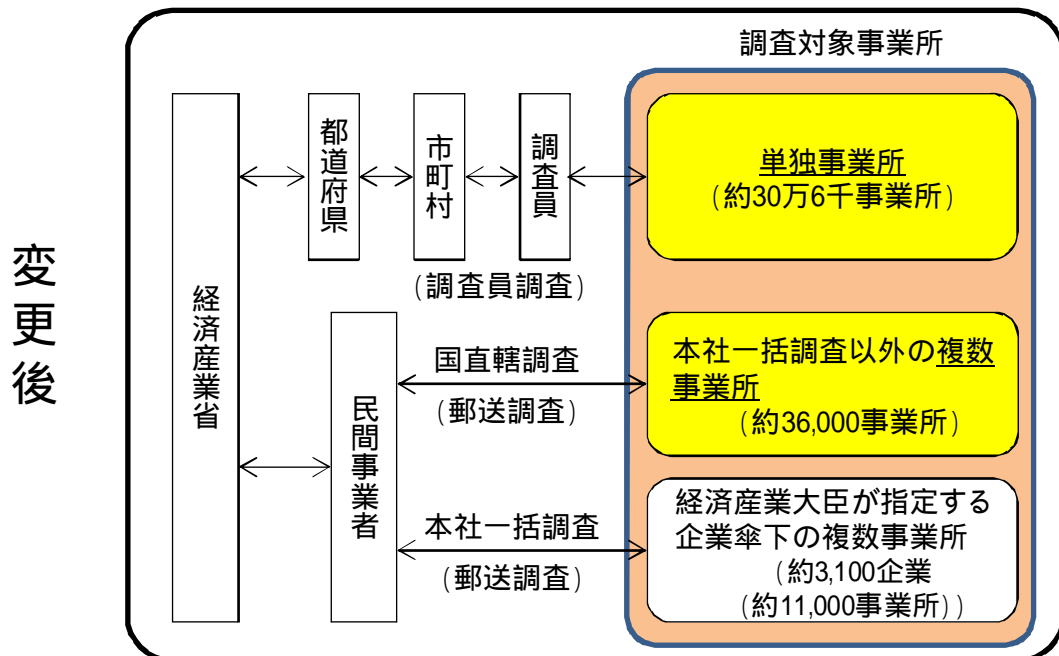 変更後
調査対象事業所
経済産業省
都道府県
市町村
調査員
(調査員調査)
単独事業所
(約30万6千事業所)
民間事業者
国直轄調査
(郵送調査)
本社一括調査以外の複数
事業所
(約36,000事業所)
本社一括調査
(郵送調査)
経済産業大臣が指定する
企業傘下の複数事業所
(約3,100企業
(約11,000事業所))